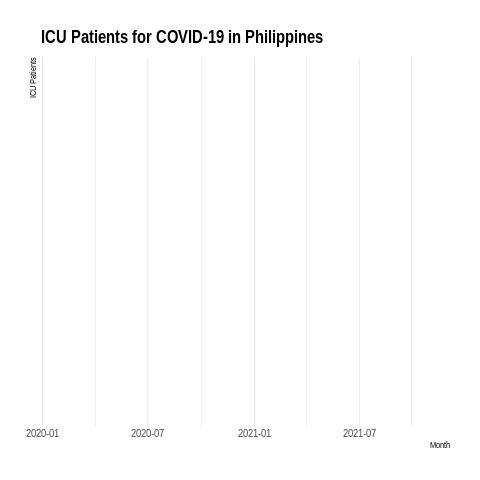 ICU Patients for COVID-19 in Philippines
ICU Patients
2020-01
2020-07
2021-01
2021-07
Month